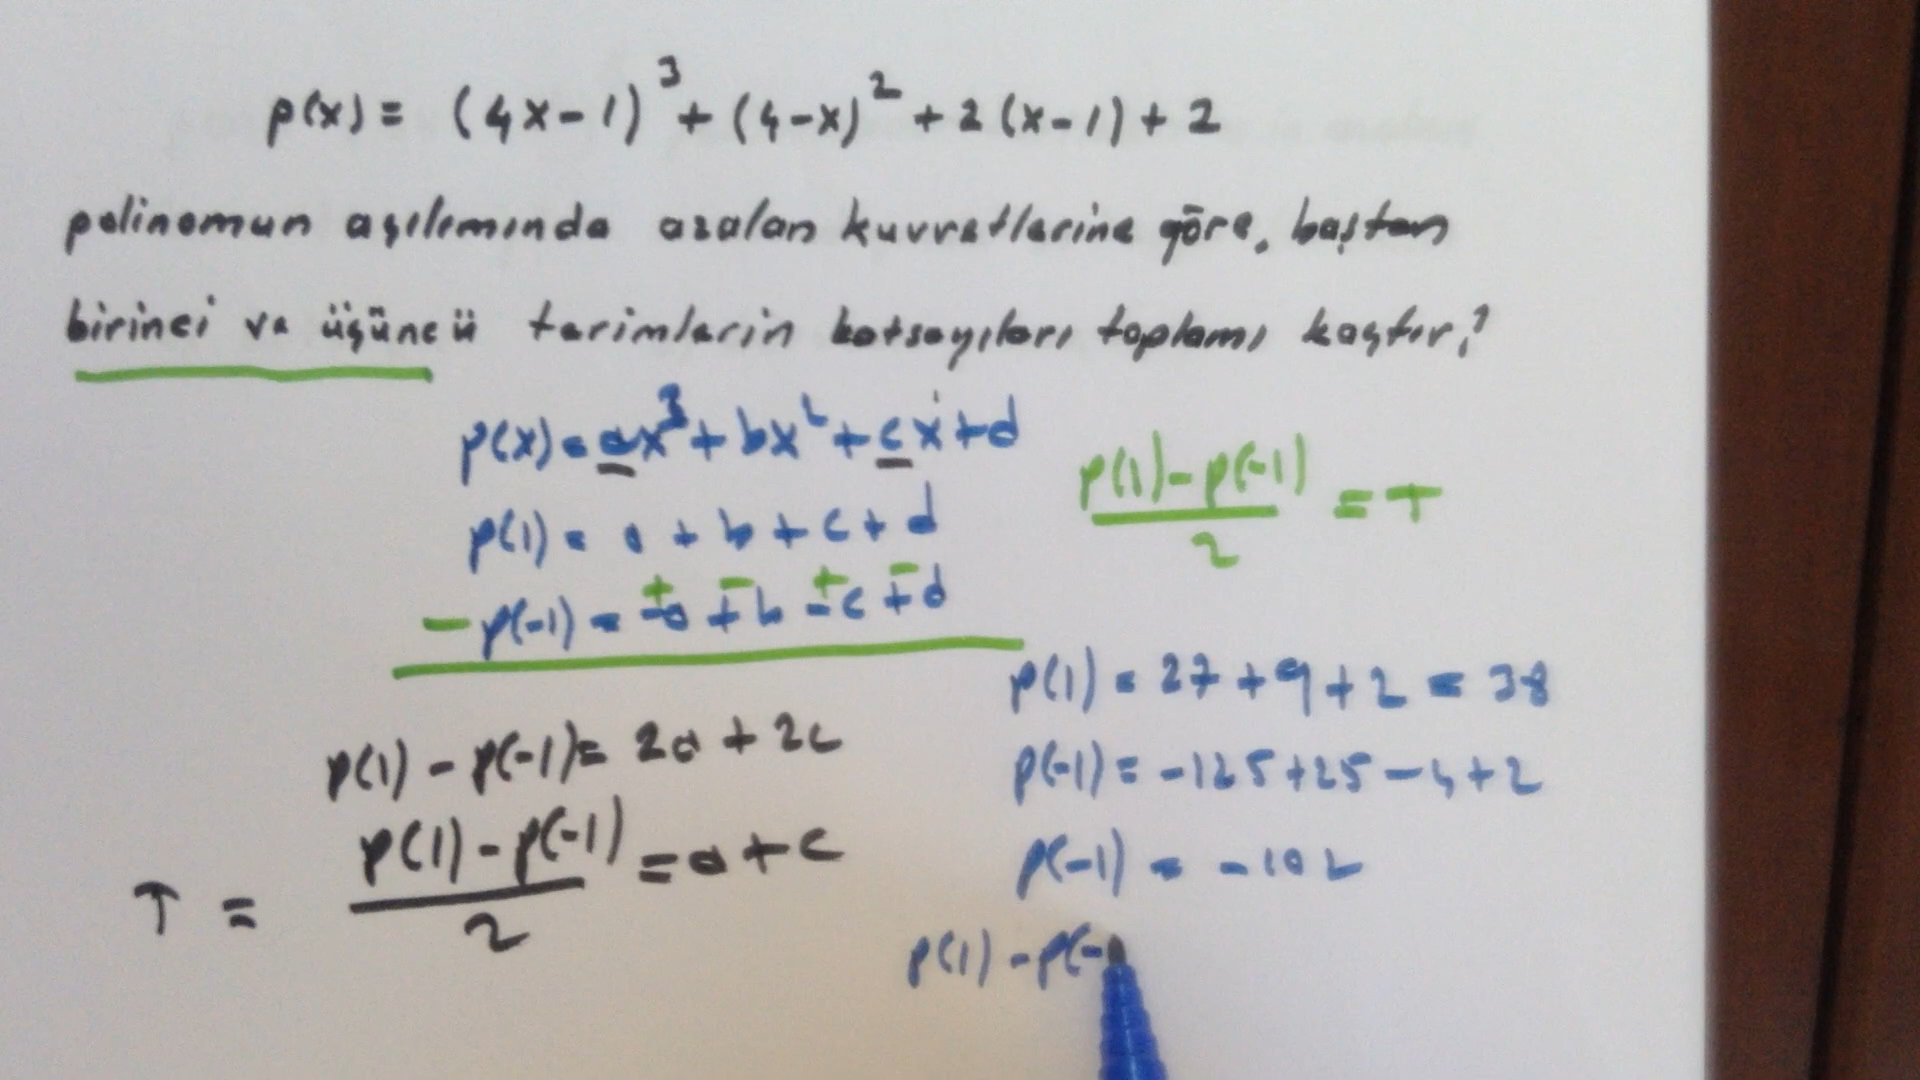 p(x) = (4x-1)³ + (4-x)² + 2(x-1) + 2
polinomun açılımında azalan kuvvetlerine göre, baştan
birinci ve üçüncü terimlerin katsayıları toplamı kaçtır?
p(x) = ax³ + bx² + cx + d
p(1) = a + b + c + d
- p(-1) = -a + b - c + d
+ - + -
p(1) - p(-1) = 2a + 2c
T = (p(1) - p(-1))/2 = a + c
(p(1) - p(-1))/2 = T
p(1) = 27 + 9 + 2 = 38
p(-1) = -125 + 25 - 4 + 2
p(-1) = -102
p(1) - p(-